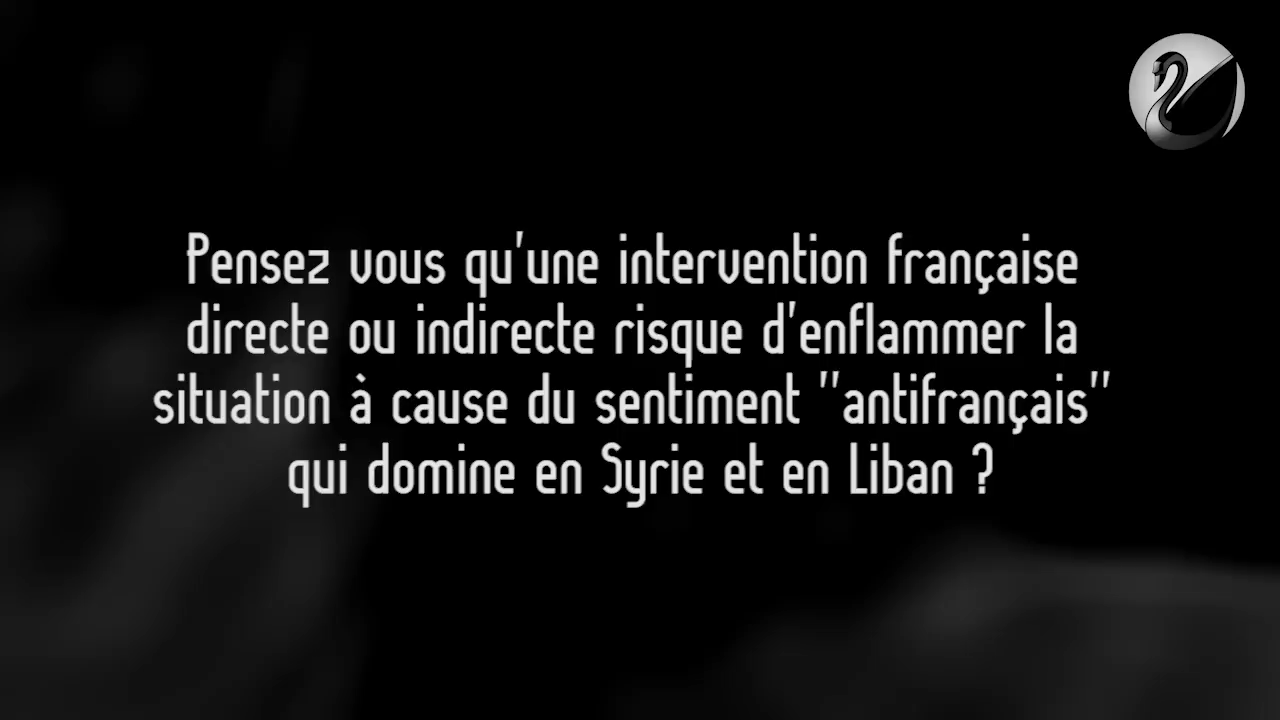 Pensez vous qu'une intervention française
directe ou indirecte risque d'enflammer la
situation à cause du sentiment "antifrançais"
qui domine en Syrie et en Liban ?